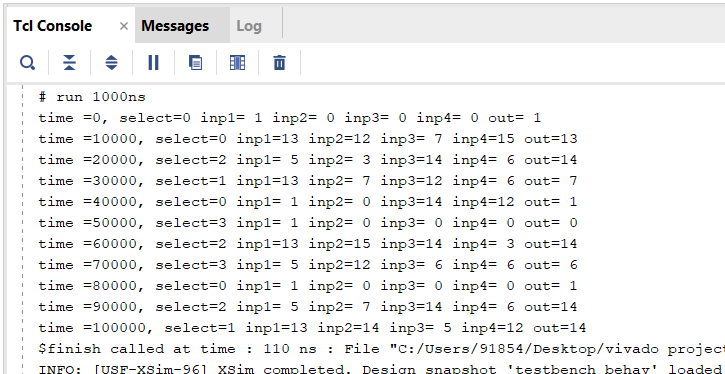 Tcl Console × Messages Log
# run 1000ns
time =0, select=0 inp1= 1 inp2= 0 inp3= 0 inp4= 0 out= 1
time =10000, select=0 inp1=13 inp2=12 inp3= 7 inp4=15 out=13
time =20000, select=2 inp1= 5 inp2= 3 inp3=14 inp4= 6 out=14
time =30000, select=1 inp1=13 inp2= 7 inp3=12 inp4= 6 out= 7
time =40000, select=0 inp1= 1 inp2= 0 inp3=14 inp4=12 out= 1
time =50000, select=3 inp1= 1 inp2= 0 inp3= 0 inp4= 0 out= 0
time =60000, select=2 inp1=13 inp2=15 inp3=14 inp4= 3 out=14
time =70000, select=3 inp1= 5 inp2=12 inp3= 6 inp4= 6 out= 6
time =80000, select=0 inp1= 1 inp2= 0 inp3= 0 inp4= 0 out= 1
time =90000, select=2 inp1= 5 inp2= 7 inp3=14 inp4= 6 out=14
time =100000, select=1 inp1=13 inp2=14 inp3= 5 inp4=12 out=14
$finish called at time : 110 ns : File "C:/Users/91854/Desktop/vivado projec
INFO: [USF-XSim-96] XSim completed. Design snapshot 'testbench_behav' loaded